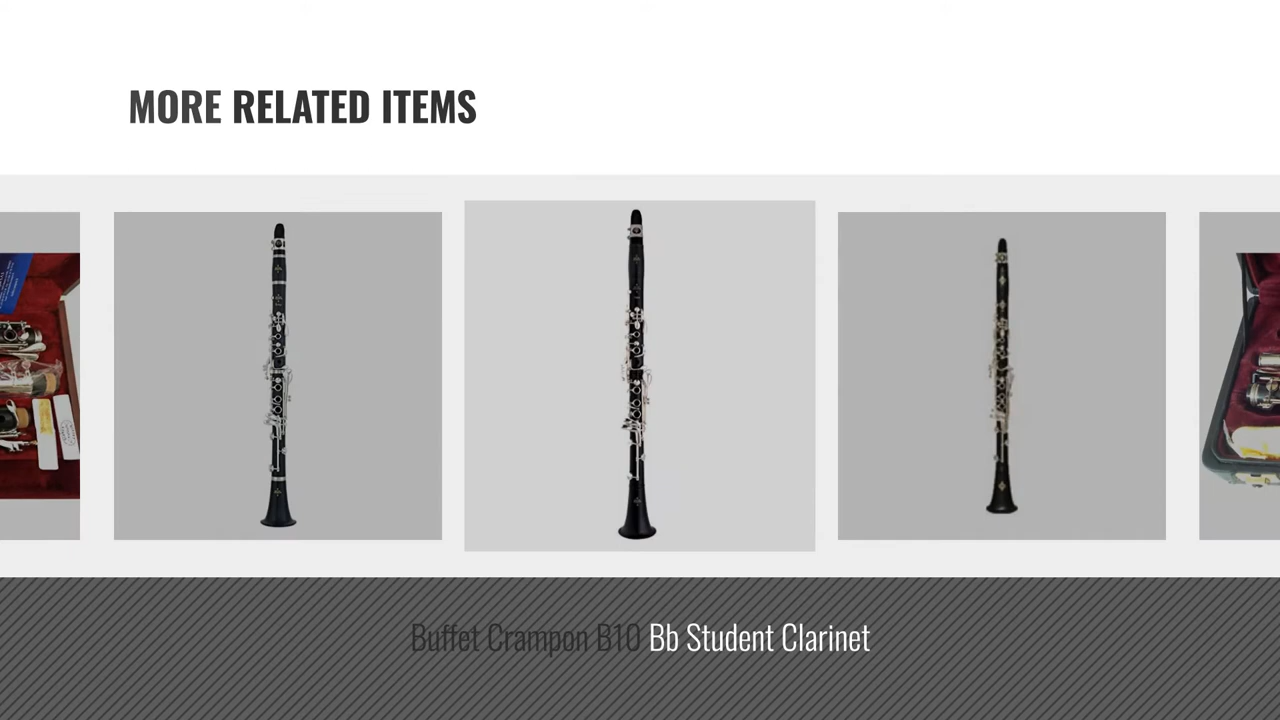 MORE RELATED ITEMS
Buffet Crampon B10 Bb Student Clarinet